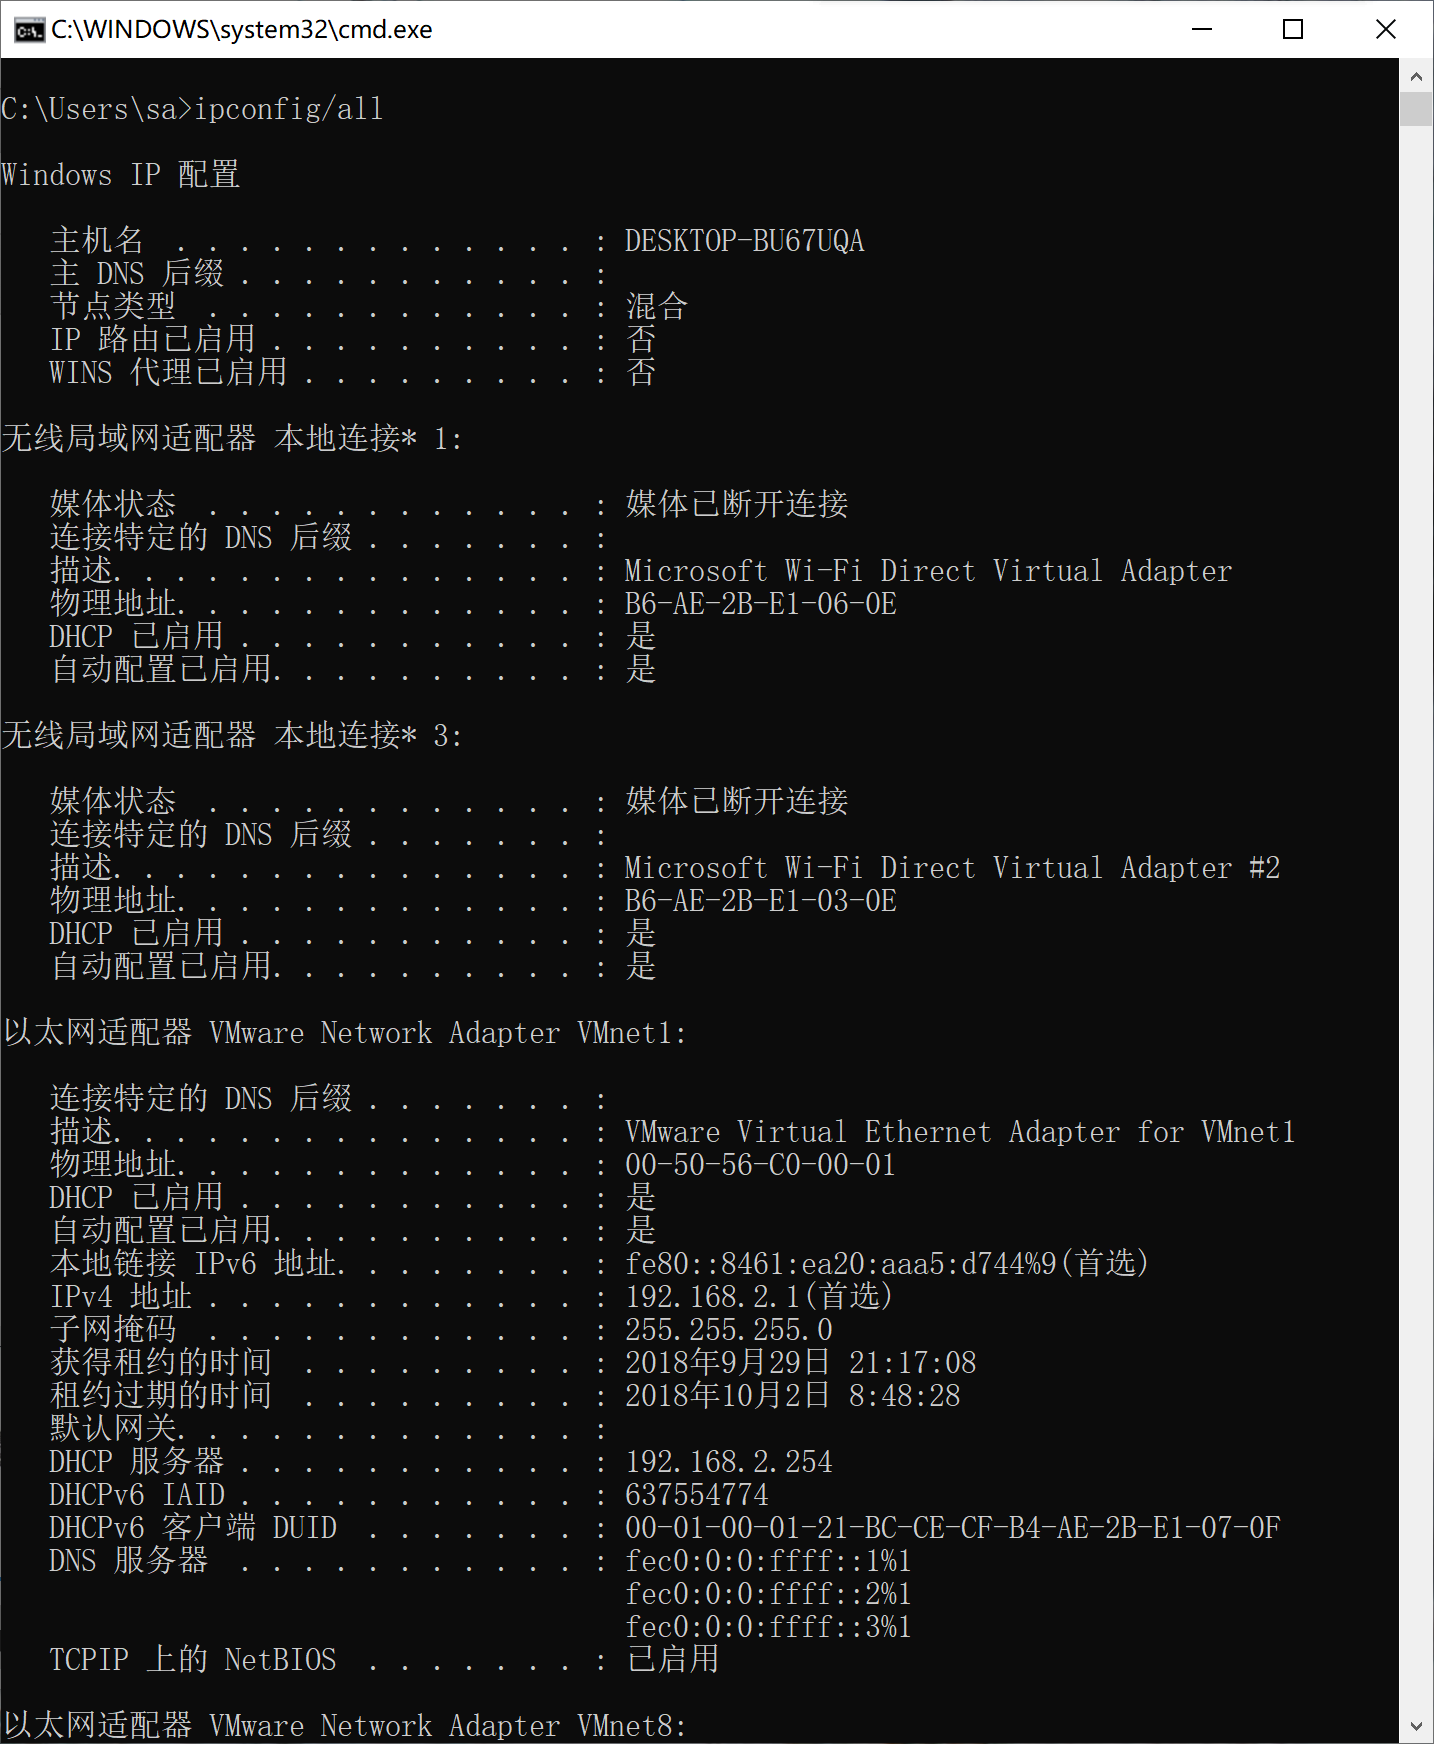 C:\WINDOWS\system32\cmd.exe
C:\Users\sa>ipconfig/all
Windows IP 配置
主机名 . . . . . . . . . . . . . : DESKTOP-BU67UQA
主 DNS 后缀 . . . . . . . . . . . :
节点类型 . . . . . . . . . . . . : 混合
IP 路由已启用 . . . . . . . . . . : 否
WINS 代理已启用 . . . . . . . . . : 否
无线局域网适配器 本地连接* 1:
媒体状态 . . . . . . . . . . . . : 媒体已断开连接
连接特定的 DNS 后缀 . . . . . . . :
描述. . . . . . . . . . . . . . . : Microsoft Wi-Fi Direct Virtual Adapter
物理地址. . . . . . . . . . . . . : B6-AE-2B-E1-06-0E
DHCP 已启用 . . . . . . . . . . . : 是
自动配置已启用. . . . . . . . . . : 是
无线局域网适配器 本地连接* 3:
媒体状态 . . . . . . . . . . . . : 媒体已断开连接
连接特定的 DNS 后缀 . . . . . . . :
描述. . . . . . . . . . . . . . . : Microsoft Wi-Fi Direct Virtual Adapter #2
物理地址. . . . . . . . . . . . . : B6-AE-2B-E1-03-0E
DHCP 已启用 . . . . . . . . . . . : 是
自动配置已启用. . . . . . . . . . : 是
以太网适配器 VMware Network Adapter VMnet1:
连接特定的 DNS 后缀 . . . . . . . :
描述. . . . . . . . . . . . . . . : VMware Virtual Ethernet Adapter for VMnet1
物理地址. . . . . . . . . . . . . : 00-50-56-C0-00-01
DHCP 已启用 . . . . . . . . . . . : 是
自动配置已启用. . . . . . . . . . : 是
本地链接 IPv6 地址. . . . . . . . : fe80::8461:ea20:aaa5:d744%9(首选)
IPv4 地址 . . . . . . . . . . . . : 192.168.2.1(首选)
子网掩码 . . . . . . . . . . . . : 255.255.255.0
获得租约的时间 . . . . . . . . . : 2018年9月29日 21:17:08
租约过期的时间 . . . . . . . . . : 2018年10月2日 8:48:28
默认网关. . . . . . . . . . . . . :
DHCP 服务器 . . . . . . . . . . . : 192.168.2.254
DHCPv6 IAID . . . . . . . . . . . : 637554774
DHCPv6 客户端 DUID . . . . . . . : 00-01-00-01-21-BC-CE-CF-B4-AE-2B-E1-07-0F
DNS 服务器 . . . . . . . . . . . : fec0:0:0:ffff::1%1
fec0:0:0:ffff::2%1
fec0:0:0:ffff::3%1
TCPIP 上的 NetBIOS . . . . . . . : 已启用
以太网适配器 VMware Network Adapter VMnet8: